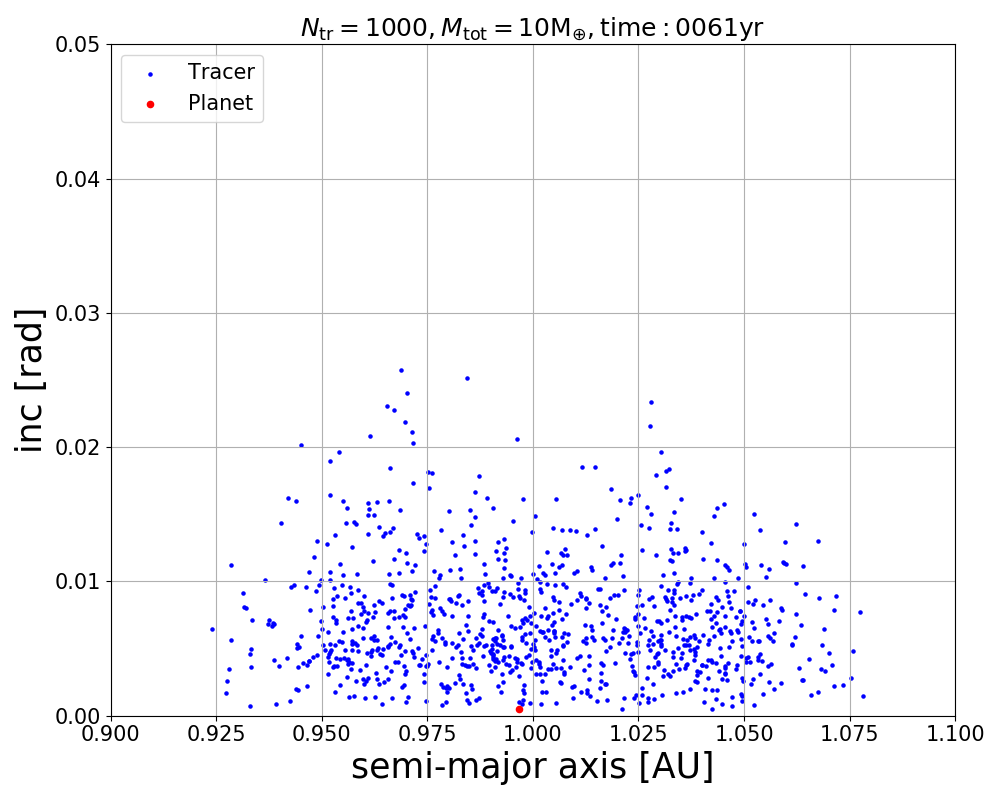 N_tr = 1000, M_tot = 10M_⊕, time : 0061yr
0.05
Tracer
Planet
0.04
0.03
0.02
0.01
0.00
inc [rad]
0.900 0.925 0.950 0.975 1.000 1.025 1.050 1.075 1.100
semi-major axis [AU]